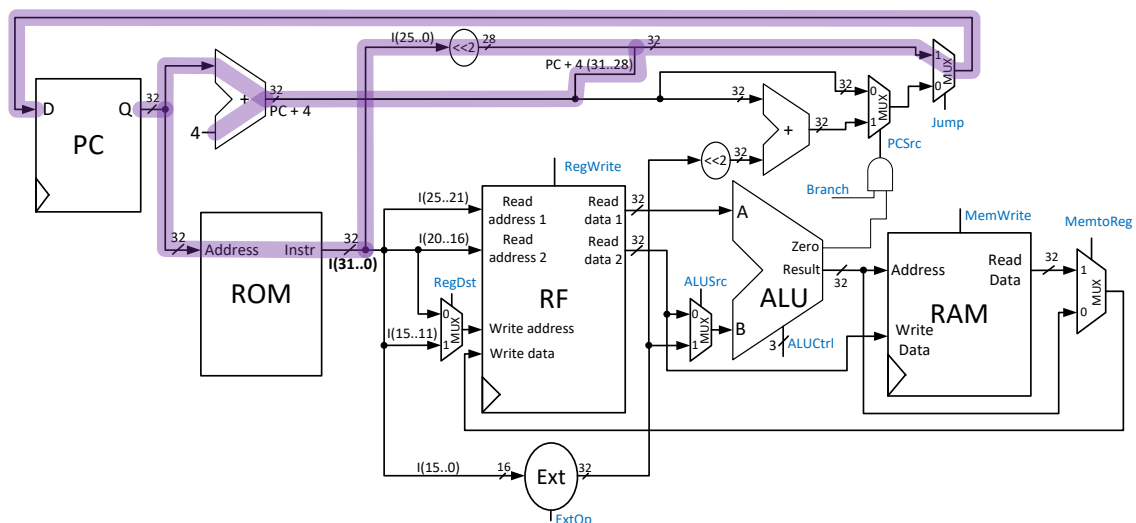 I(25..0)
<<2
28
32
1
MUX
0
PC + 4 (31..28)
Jump
32
D
Q
PC
+
4
32
PC + 4
32
+
32
32
0
MUX
1
PCSrc
<<2
32
Branch
RegWrite
I(25..21)
Read
address 1
Read
data 1
32
A
I(20..16)
Read
address 2
Read
data 2
32
32
Address
Instr
32
I(31..0)
ROM
RegDst
0
MUX
1
I(15..11)
RF
Write address
Write data
ALUSrc
0
MUX
1
B
ALU
Zero
Result
32
3
ALUCtrl
MemWrite
Address
Read
Data
32
RAM
Write
Data
MemtoReg
1
MUX
0
I(15..0)
16
Ext
32
ExtOp